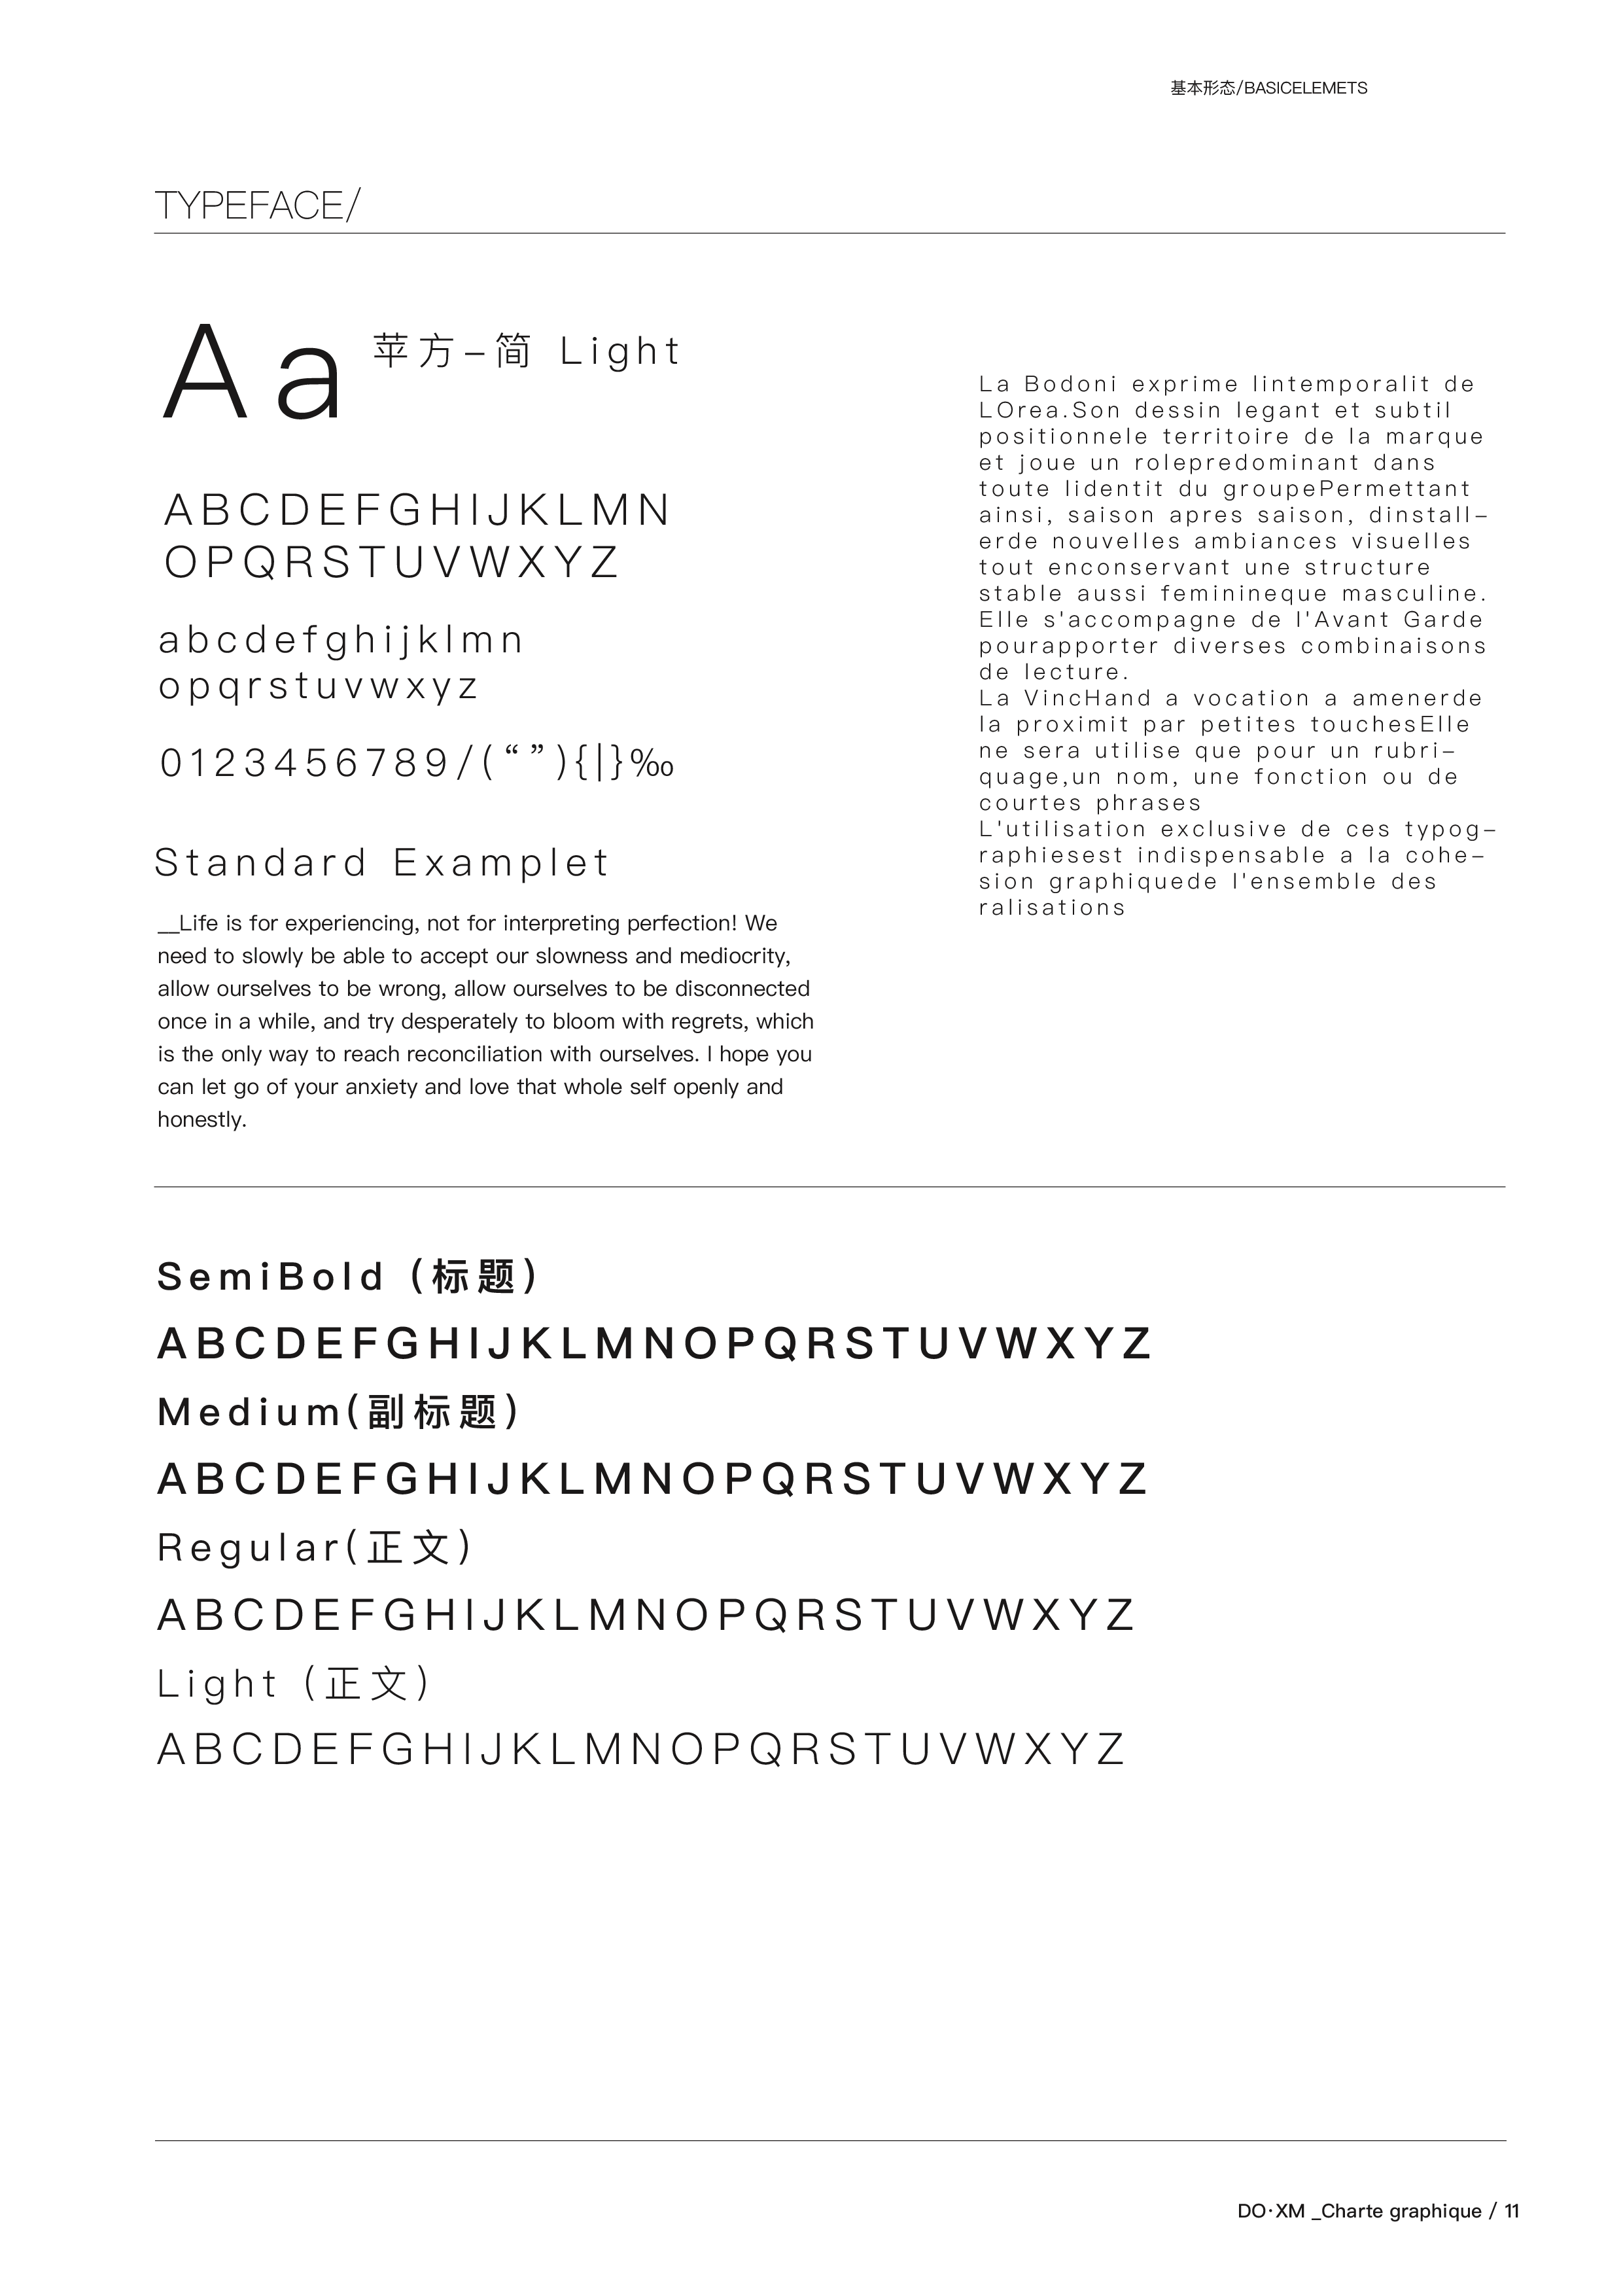 基本形态/BASICELEMETS
TYPEFACE/
Aa
苹方–简 Light
ABCDEFGHIJKLMN
OPQRSTUVWXYZ
abcdefghijklmn
opqrstuvwxyz
0123456789/(“”){|}‰
Standard Examplet
__Life is for experiencing, not for interpreting perfection! We
need to slowly be able to accept our slowness and mediocrity,
allow ourselves to be wrong, allow ourselves to be disconnected
once in a while, and try desperately to bloom with regrets, which
is the only way to reach reconciliation with ourselves. I hope you
can let go of your anxiety and love that whole self openly and
honestly.
La Bodoni exprime lintemporalit de
LOrea.Son dessin legant et subtil
positionnele territoire de la marque
et joue un rolepredominant dans
toute lidentit du groupePermettant
ainsi, saison apres saison, dinstall–
erde nouvelles ambiances visuelles
tout enconservant une structure
stable aussi feminineque masculine.
Elle s'accompagne de l'Avant Garde
pourapporter diverses combinaisons
de lecture.
La VincHand a vocation a amenerde
la proximit par petites touchesElle
ne sera utilise que pour un rubri–
quage,un nom, une fonction ou de
courtes phrases
L'utilisation exclusive de ces typog–
raphiesest indispensable a la cohe–
sion graphiquede l'ensemble des
ralisations
SemiBold (标题)
ABCDEFGHIJKLMNOPQRSTUVWXYZ
Medium(副标题)
ABCDEFGHIJKLMNOPQRSTUVWXYZ
Regular(正文)
ABCDEFGHIJKLMNOPQRSTUVWXYZ
Light (正文)
ABCDEFGHIJKLMNOPQRSTUVWXYZ
DO·XM _Charte graphique / 11